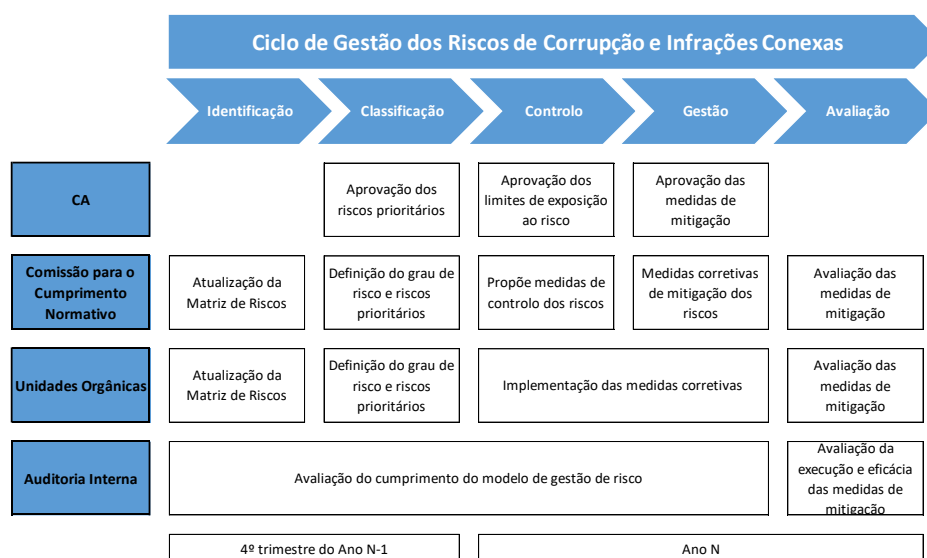 Ciclo de Gestão dos Riscos de Corrupção e Infrações Conexas
Identificação
Classificação
Controlo
Gestão
Avaliação
CA
Aprovação dos
riscos prioritários
Aprovação dos
limites de exposição
ao risco
Aprovação das
medidas de
mitigação
Comissão para o
Cumprimento
Normativo
Atualização da
Matriz de Riscos
Definição do grau de
risco e riscos
prioritários
Propõe medidas de
controlo dos riscos
Medidas corretivas
de mitigação dos
riscos
Avaliação das
medidas de
mitigação
Unidades Orgânicas
Atualização da
Matriz de Riscos
Definição do grau de
risco e riscos
prioritários
Implementação das medidas corretivas
Avaliação das
medidas de
mitigação
Auditoria Interna
Avaliação do cumprimento do modelo de gestão de risco
Avaliação da
execução e eficácia
das medidas de
mitigação
4º trimestre do Ano N-1
Ano N